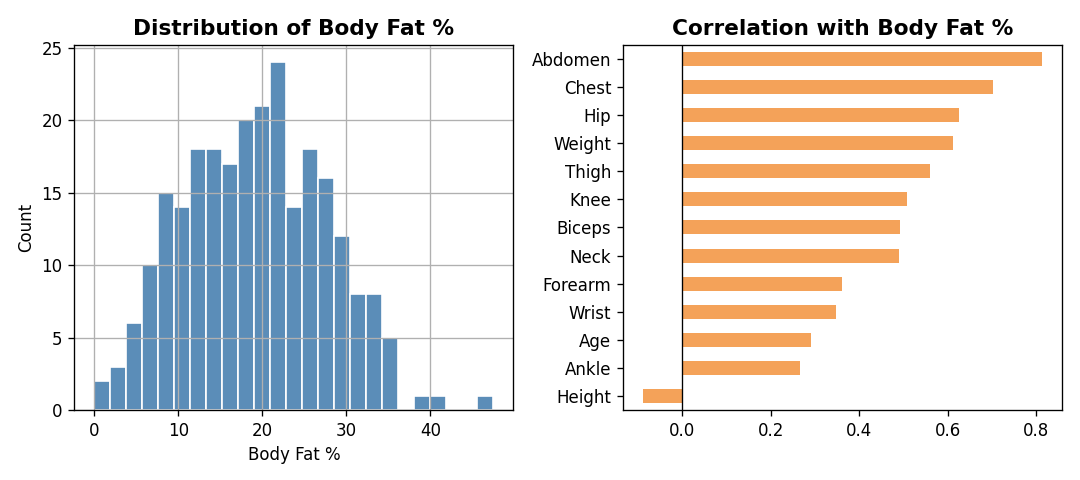 Distribution of Body Fat %
25
20
15
10
5
0
Count
0 10 20 30 40
Body Fat %
Correlation with Body Fat %
Abdomen
Chest
Hip
Weight
Thigh
Knee
Biceps
Neck
Forearm
Wrist
Age
Ankle
Height
0.0 0.2 0.4 0.6 0.8